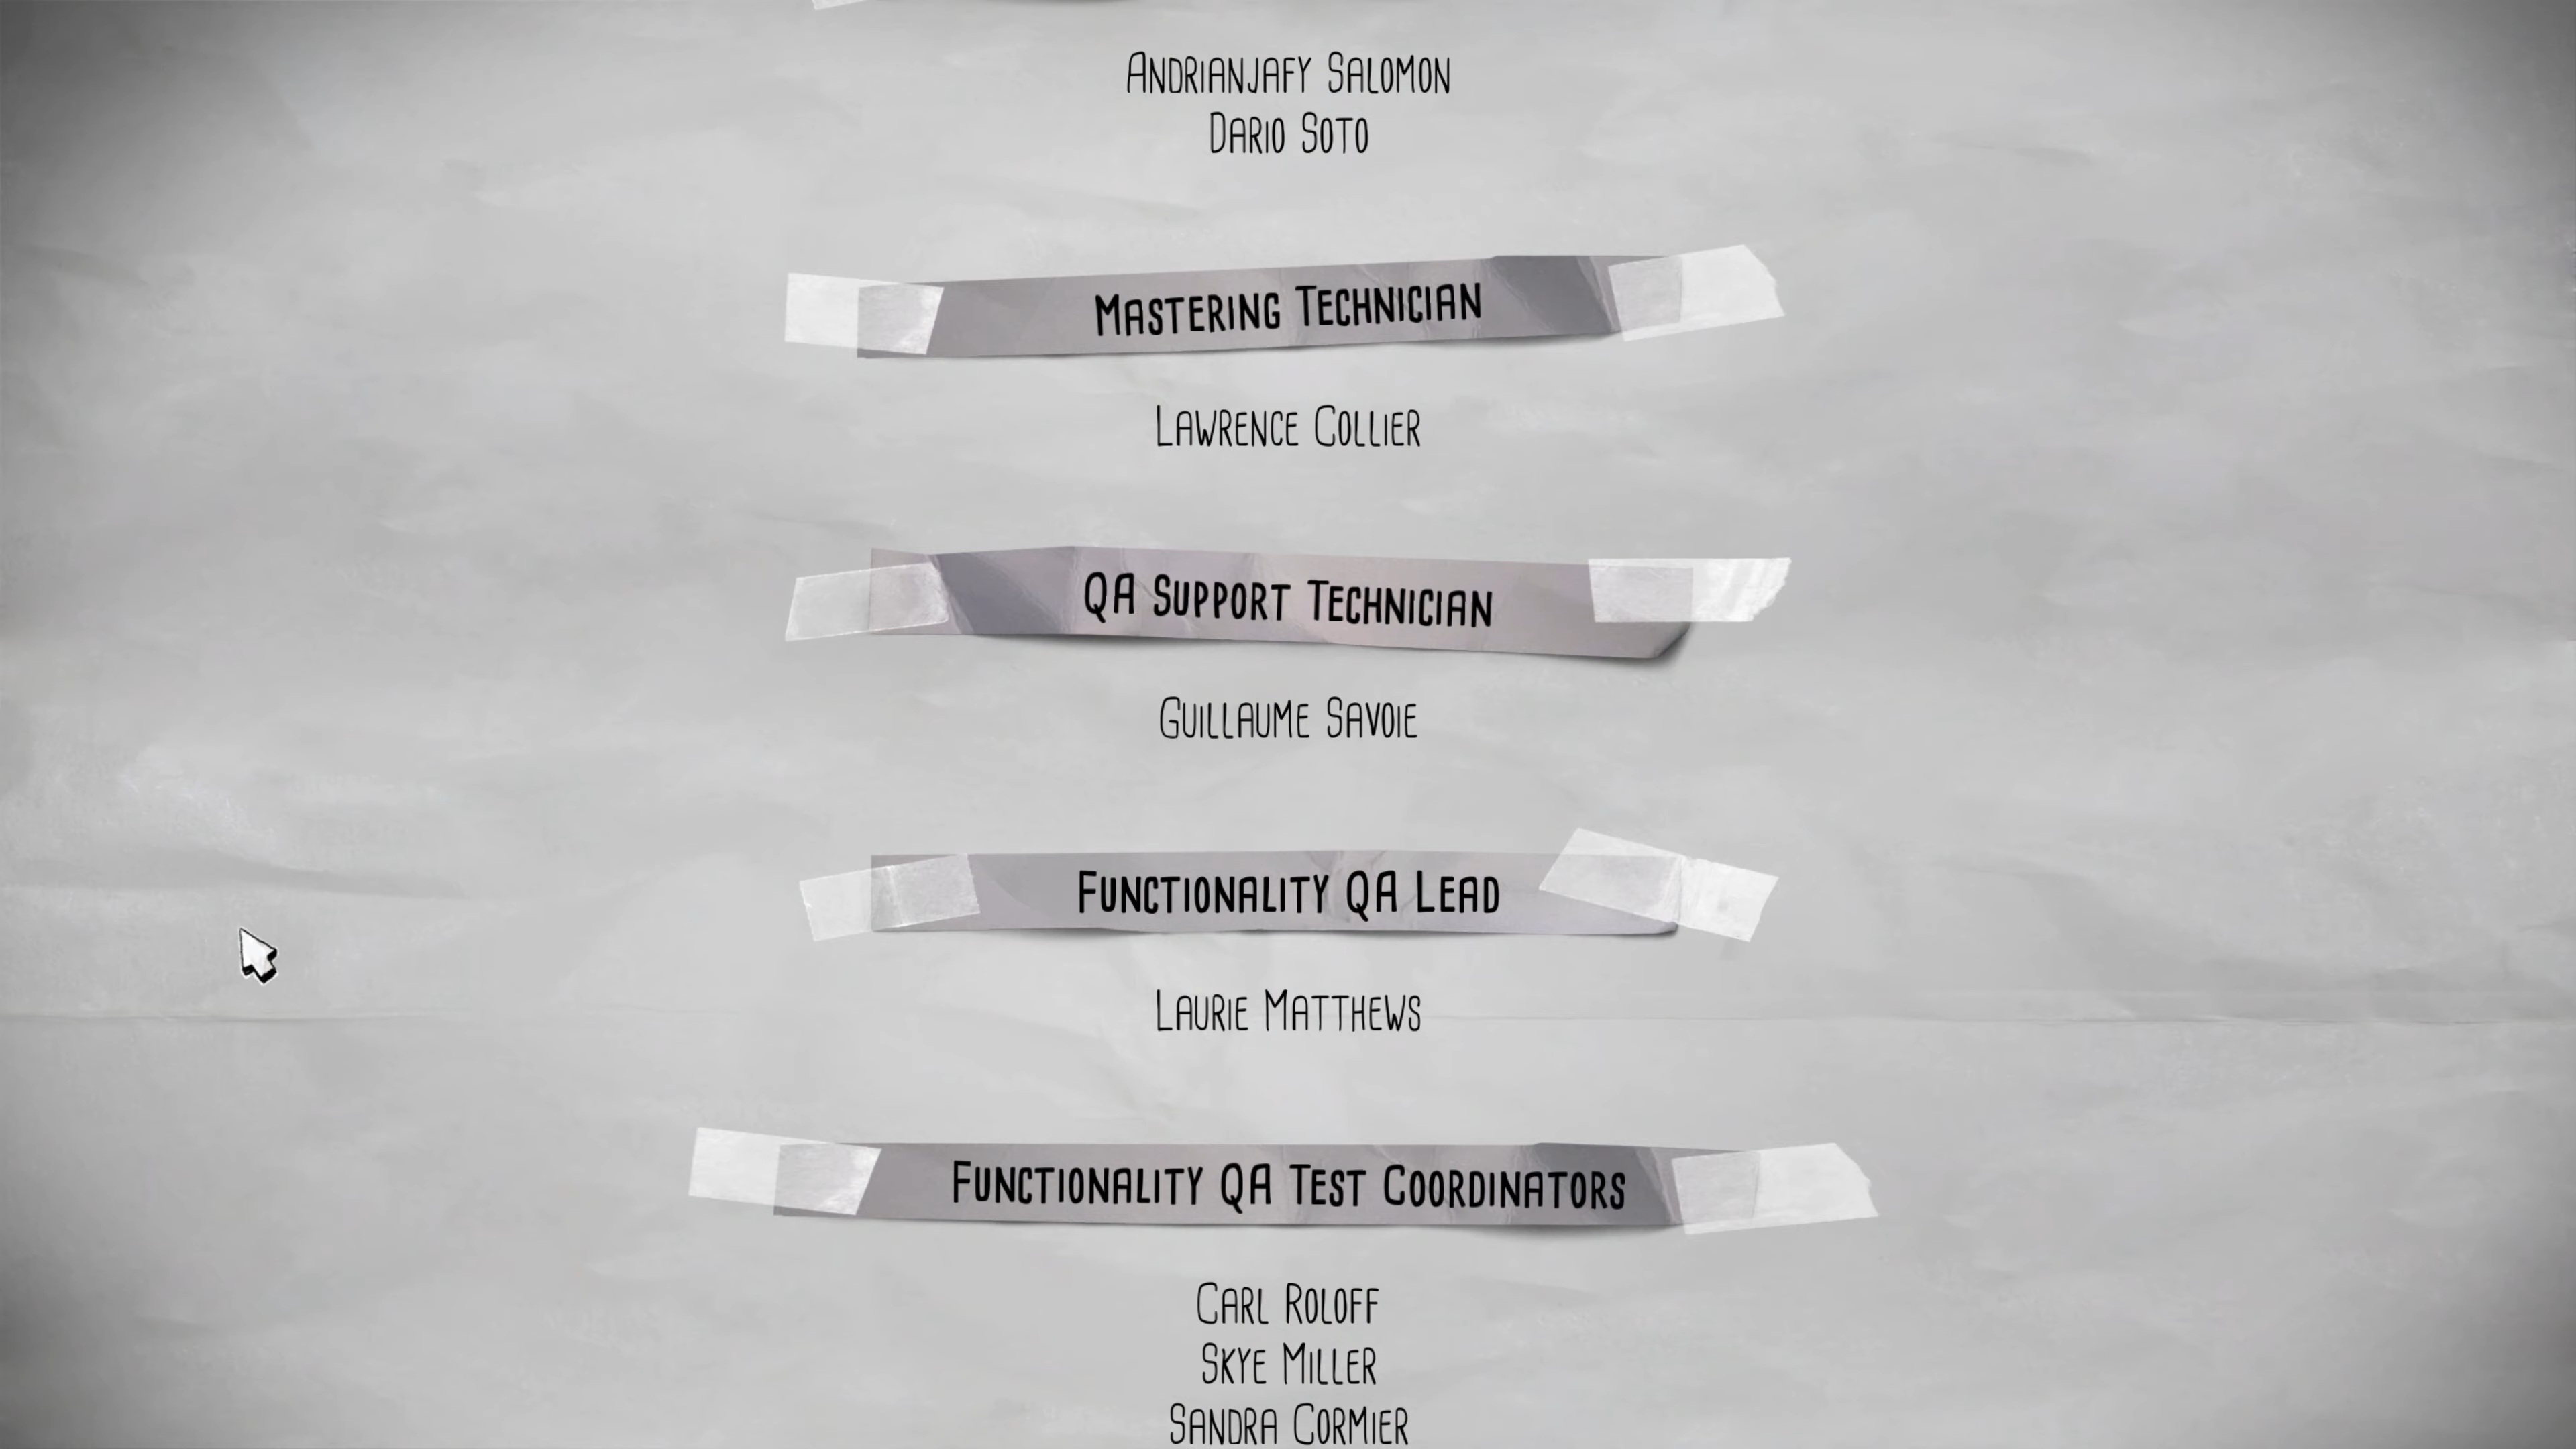 Andrianjafy Salomon
Dario Soto
Mastering Technician
Lawrence Collier
QA Support Technician
Guillaume Savoie
Functionality QA Lead
Laurie Matthews
Functionality QA Test Coordinators
Carl Roloff
Skye Miller
Sandra Cormier